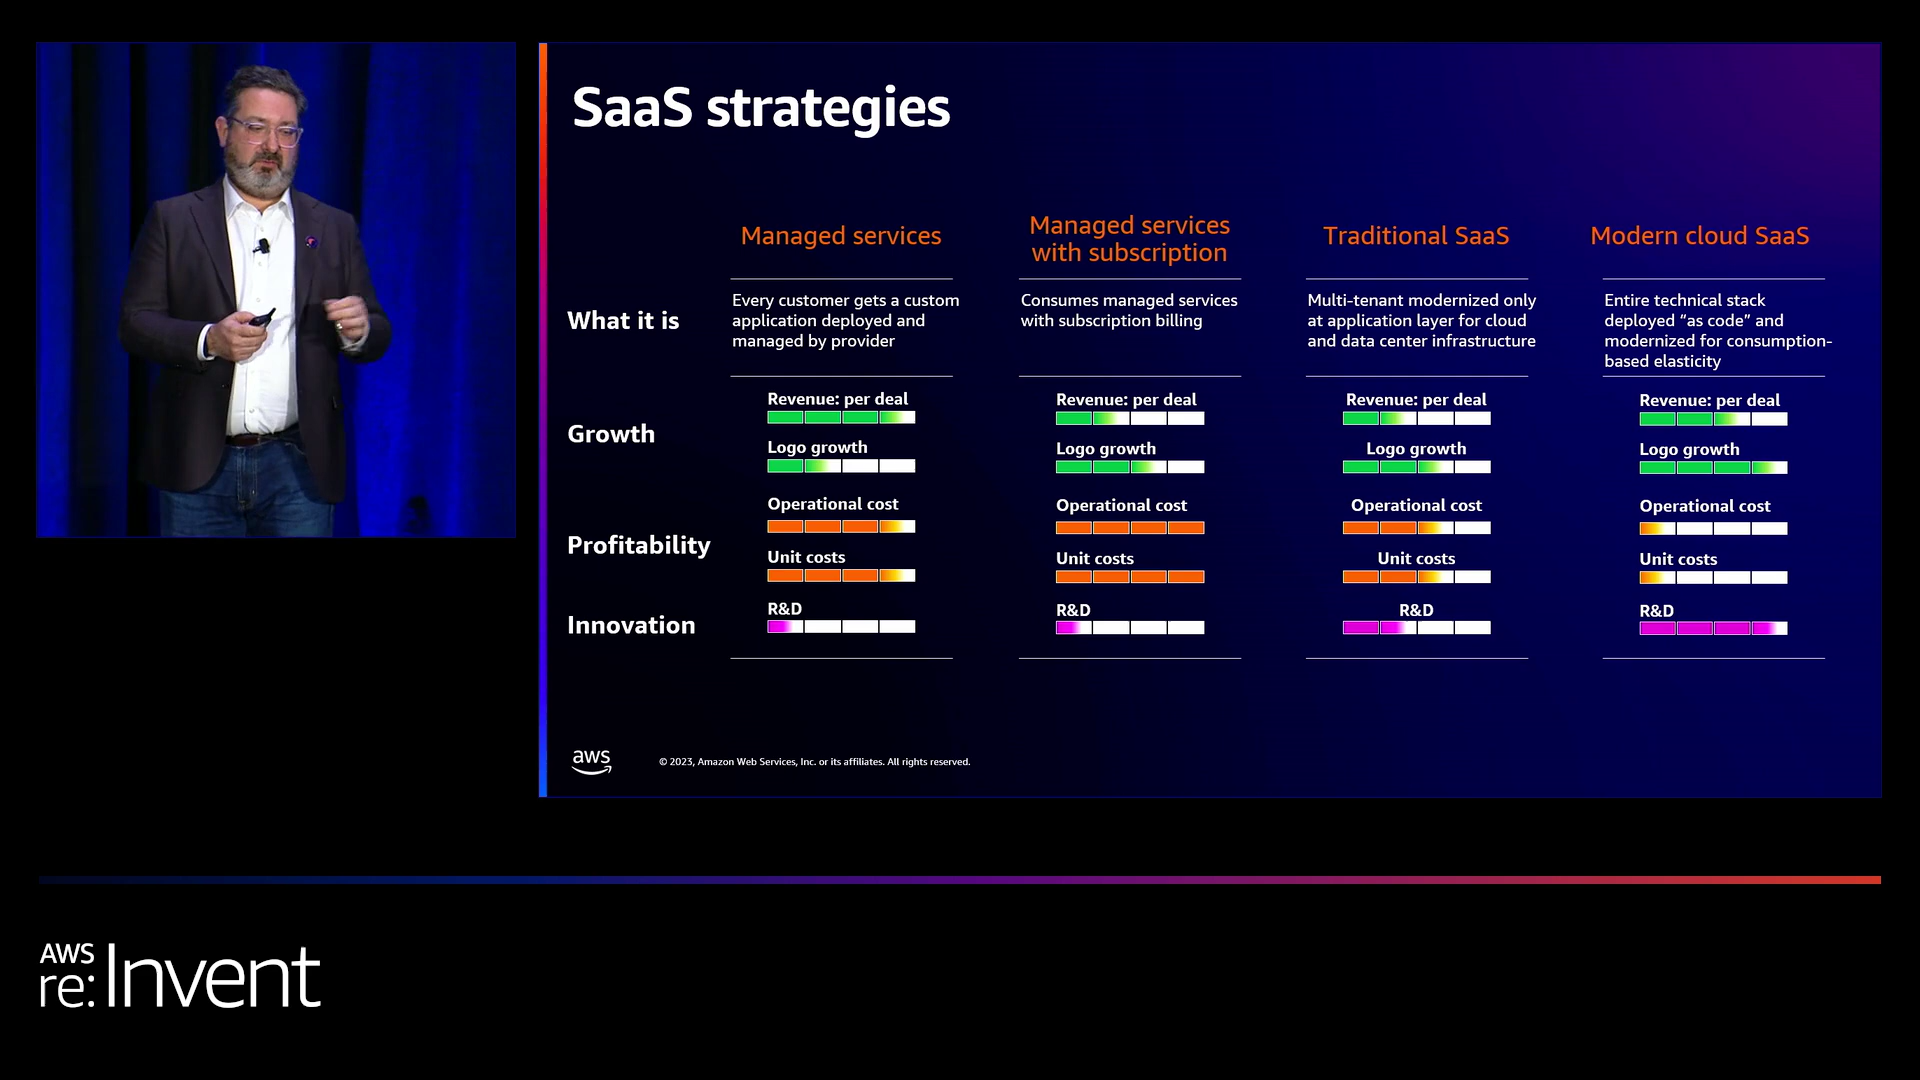 SaaS strategies
Managed services
Managed services
with subscription
Traditional SaaS
Modern cloud SaaS
What it is
Every customer gets a custom
application deployed and
managed by provider
Consumes managed services
with subscription billing
Multi-tenant modernized only
at application layer for cloud
and data center infrastructure
Entire technical stack
deployed “as code” and
modernized for consumption-
based elasticity
Growth
Revenue: per deal
Logo growth
Revenue: per deal
Logo growth
Revenue: per deal
Logo growth
Revenue: per deal
Logo growth
Profitability
Operational cost
Unit costs
Operational cost
Unit costs
Operational cost
Unit costs
Operational cost
Unit costs
Innovation
R&D
R&D
R&D
R&D
aws
© 2023, Amazon Web Services, Inc. or its affiliates. All rights reserved.
AWS
re:Invent